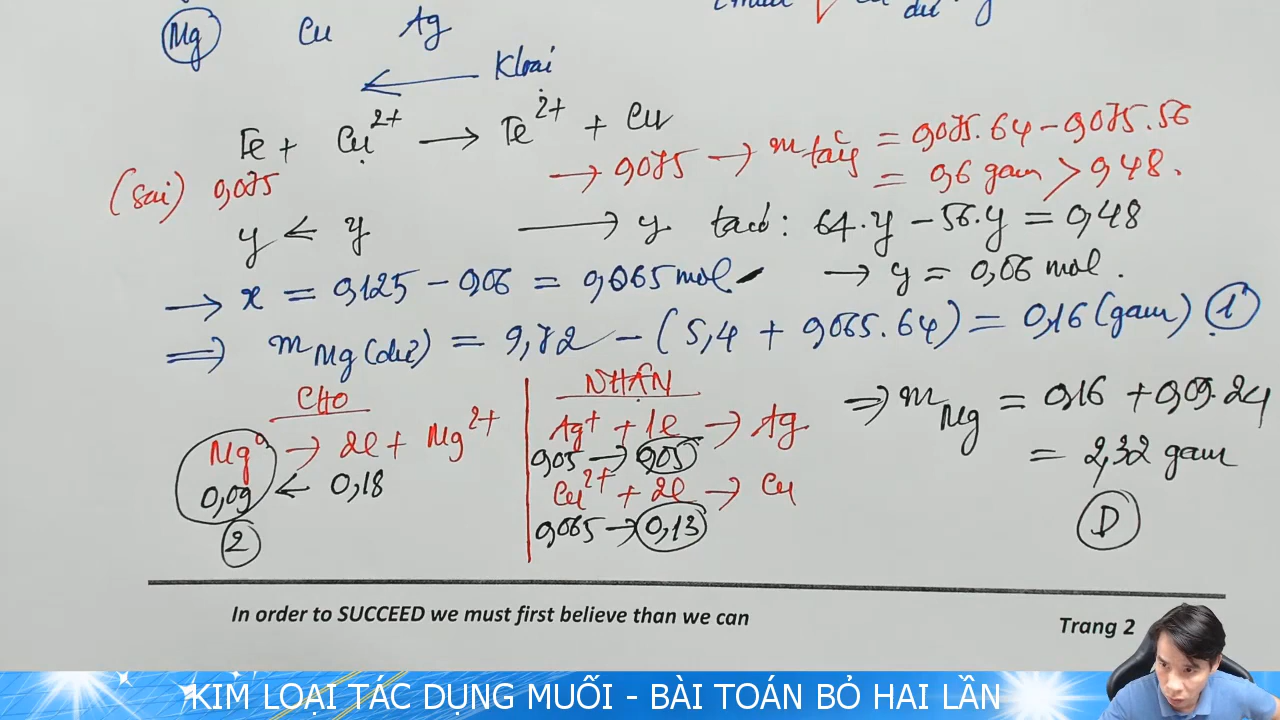 Mg Cu Ag
dư
← Kloai
Fe + Cu²⁺ → Fe²⁺ + Cu
(Sai) 0,075 → 0,075 → m tăng = 0,075.64 - 0,075.56
= 0,6 gam > 0,48.
y ← y → y
64.y - 56.y = 0,48
→ x = 0,125 - 0,06 = 0,065 mol → y = 0,06 mol.
⇒ mMg(dư) = 9,72 - (5,4 + 0,065.64) = 0,16 (gam) 1
CHO
Mg⁰ → 2e + Mg²⁺
0,09 ← 0,18
2
NHẬN
Ag⁺ + 1e → Ag
0,05 → 0,05
Cu²⁺ + 2e → Cu
0,065 → 0,13
⇒ mMg = 0,16 + 0,09.24
= 2,32 gam
D
In order to SUCCEED we must first believe than we can
Trang 2
KIM LOẠI TÁC DỤNG MUỐI - BÀI TOÁN BỎ HAI LẦN